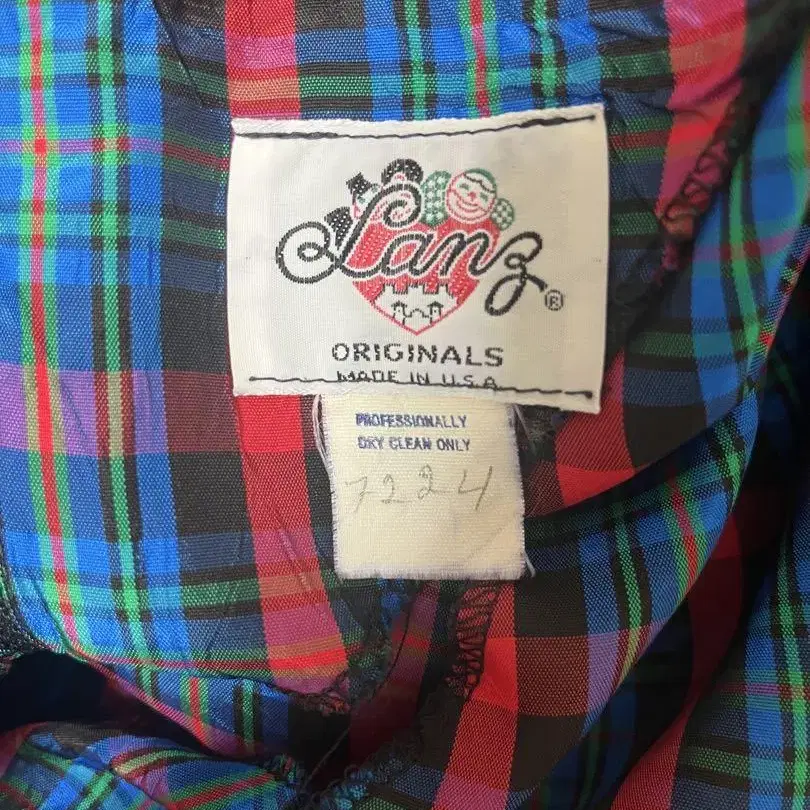 Lanz®
ORIGINALS
MADE IN U.S.A
PROFESSIONALLY
DRY CLEAN ONLY
7224